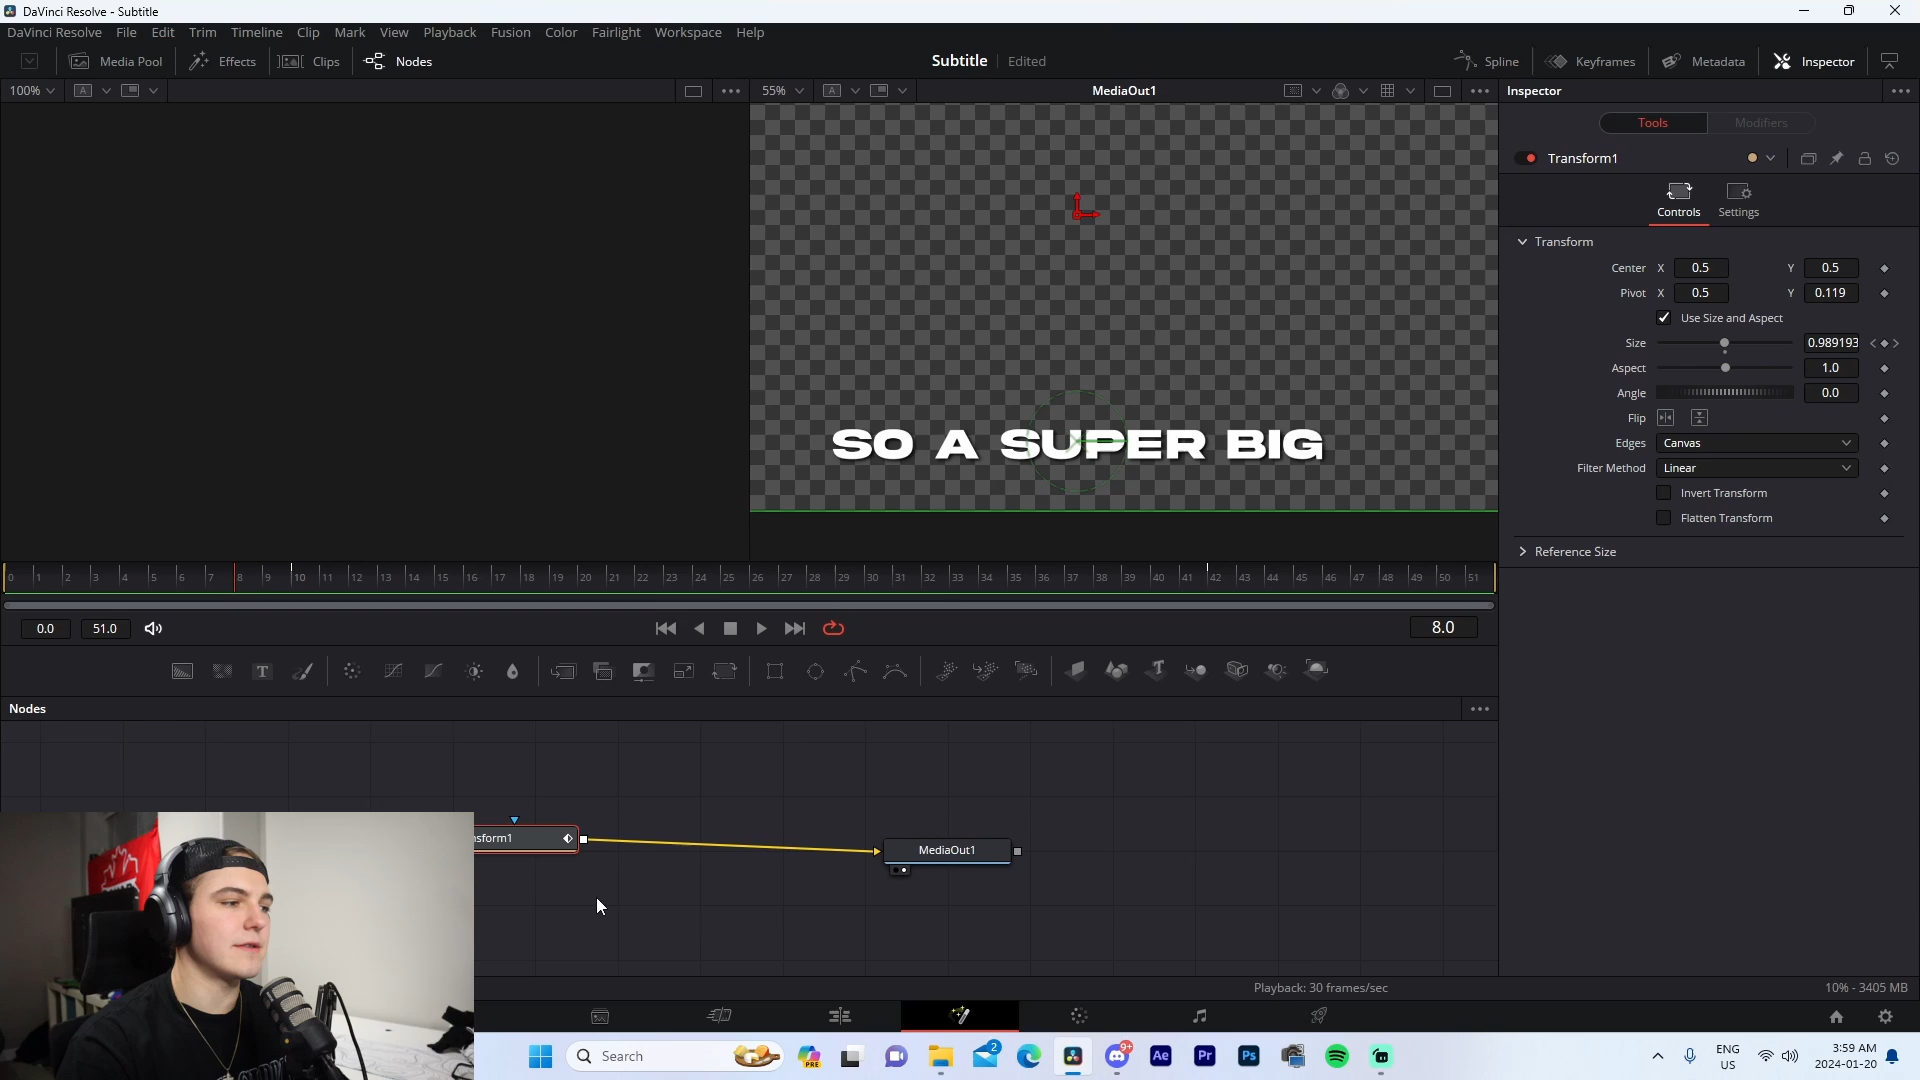 DaVinci Resolve - Subtitle
DaVinci Resolve File Edit Trim Timeline Clip Mark View Playback Fusion Color Fairlight Workspace Help
Media Pool Effects Clips Nodes Subtitle Edited Spline Keyframes Metadata Inspector
100% A 55% A MediaOut1 Inspector
Tools Modifiers
Transform1
Controls Settings
Transform
Center X 0.5 Y 0.5
Pivot X 0.5 Y 0.119
Use Size and Aspect
Size 0.989193
Aspect 1.0
Angle 0.0
Flip
Edges Canvas
Filter Method Linear
Invert Transform
Flatten Transform
Reference Size
SO A SUPER BIG
0 1 2 3 4 5 6 7 8 9 10 11 12 13 14 15 16 17 18 19 20 21 22 23 24 25 26 27 28 29 30 31 32 33 34 35 36 37 38 39 40 41 42 43 44 45 46 47 48 49 50 51
0.0 51.0 8.0
T T
Nodes
nsform1
MediaOut1
Playback: 30 frames/sec 10% - 3405 MB
Search PRE 2 9+ Ae Pr Ps ENG 3:59 AM
US 2024-01-20